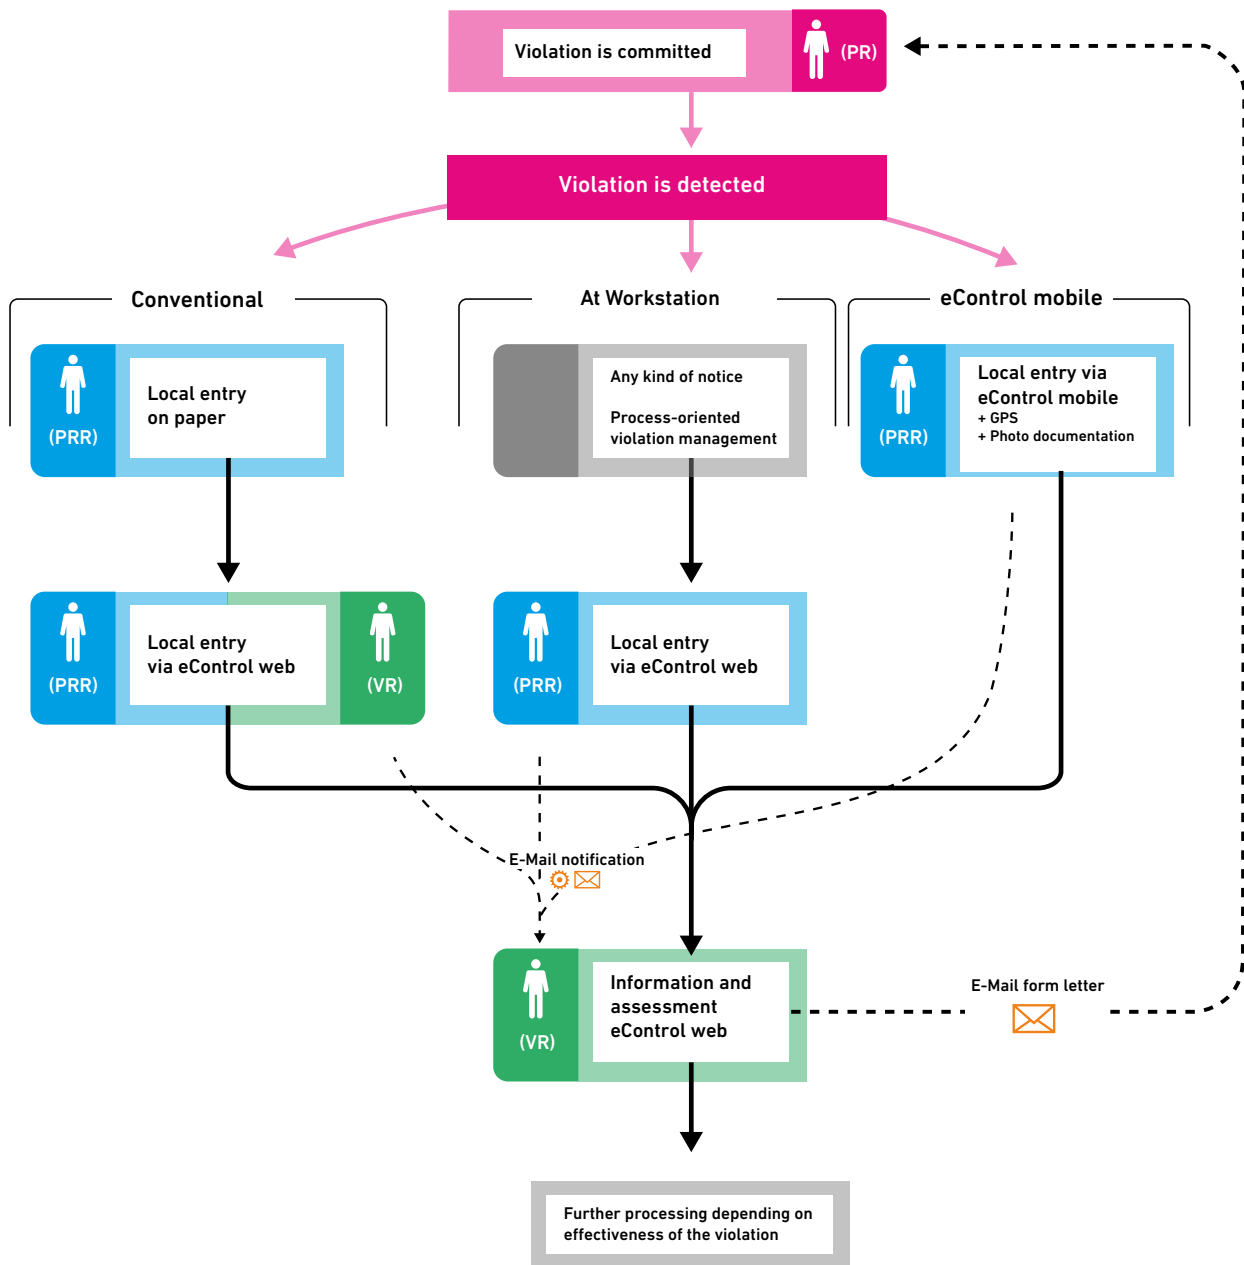 Violation is committed
(PR)
Violation is detected
Conventional
At Workstation
eControl mobile
(PRR)
Local entry
on paper
Any kind of notice
Process-oriented
violation management
(PRR)
Local entry via
eControl mobile
+ GPS
+ Photo documentation
(PRR)
Local entry
via eControl web
(VR)
(PRR)
Local entry
via eControl web
E-Mail notification
(VR)
Information and
assessment
eControl web
E-Mail form letter
Further processing depending on
effectiveness of the violation